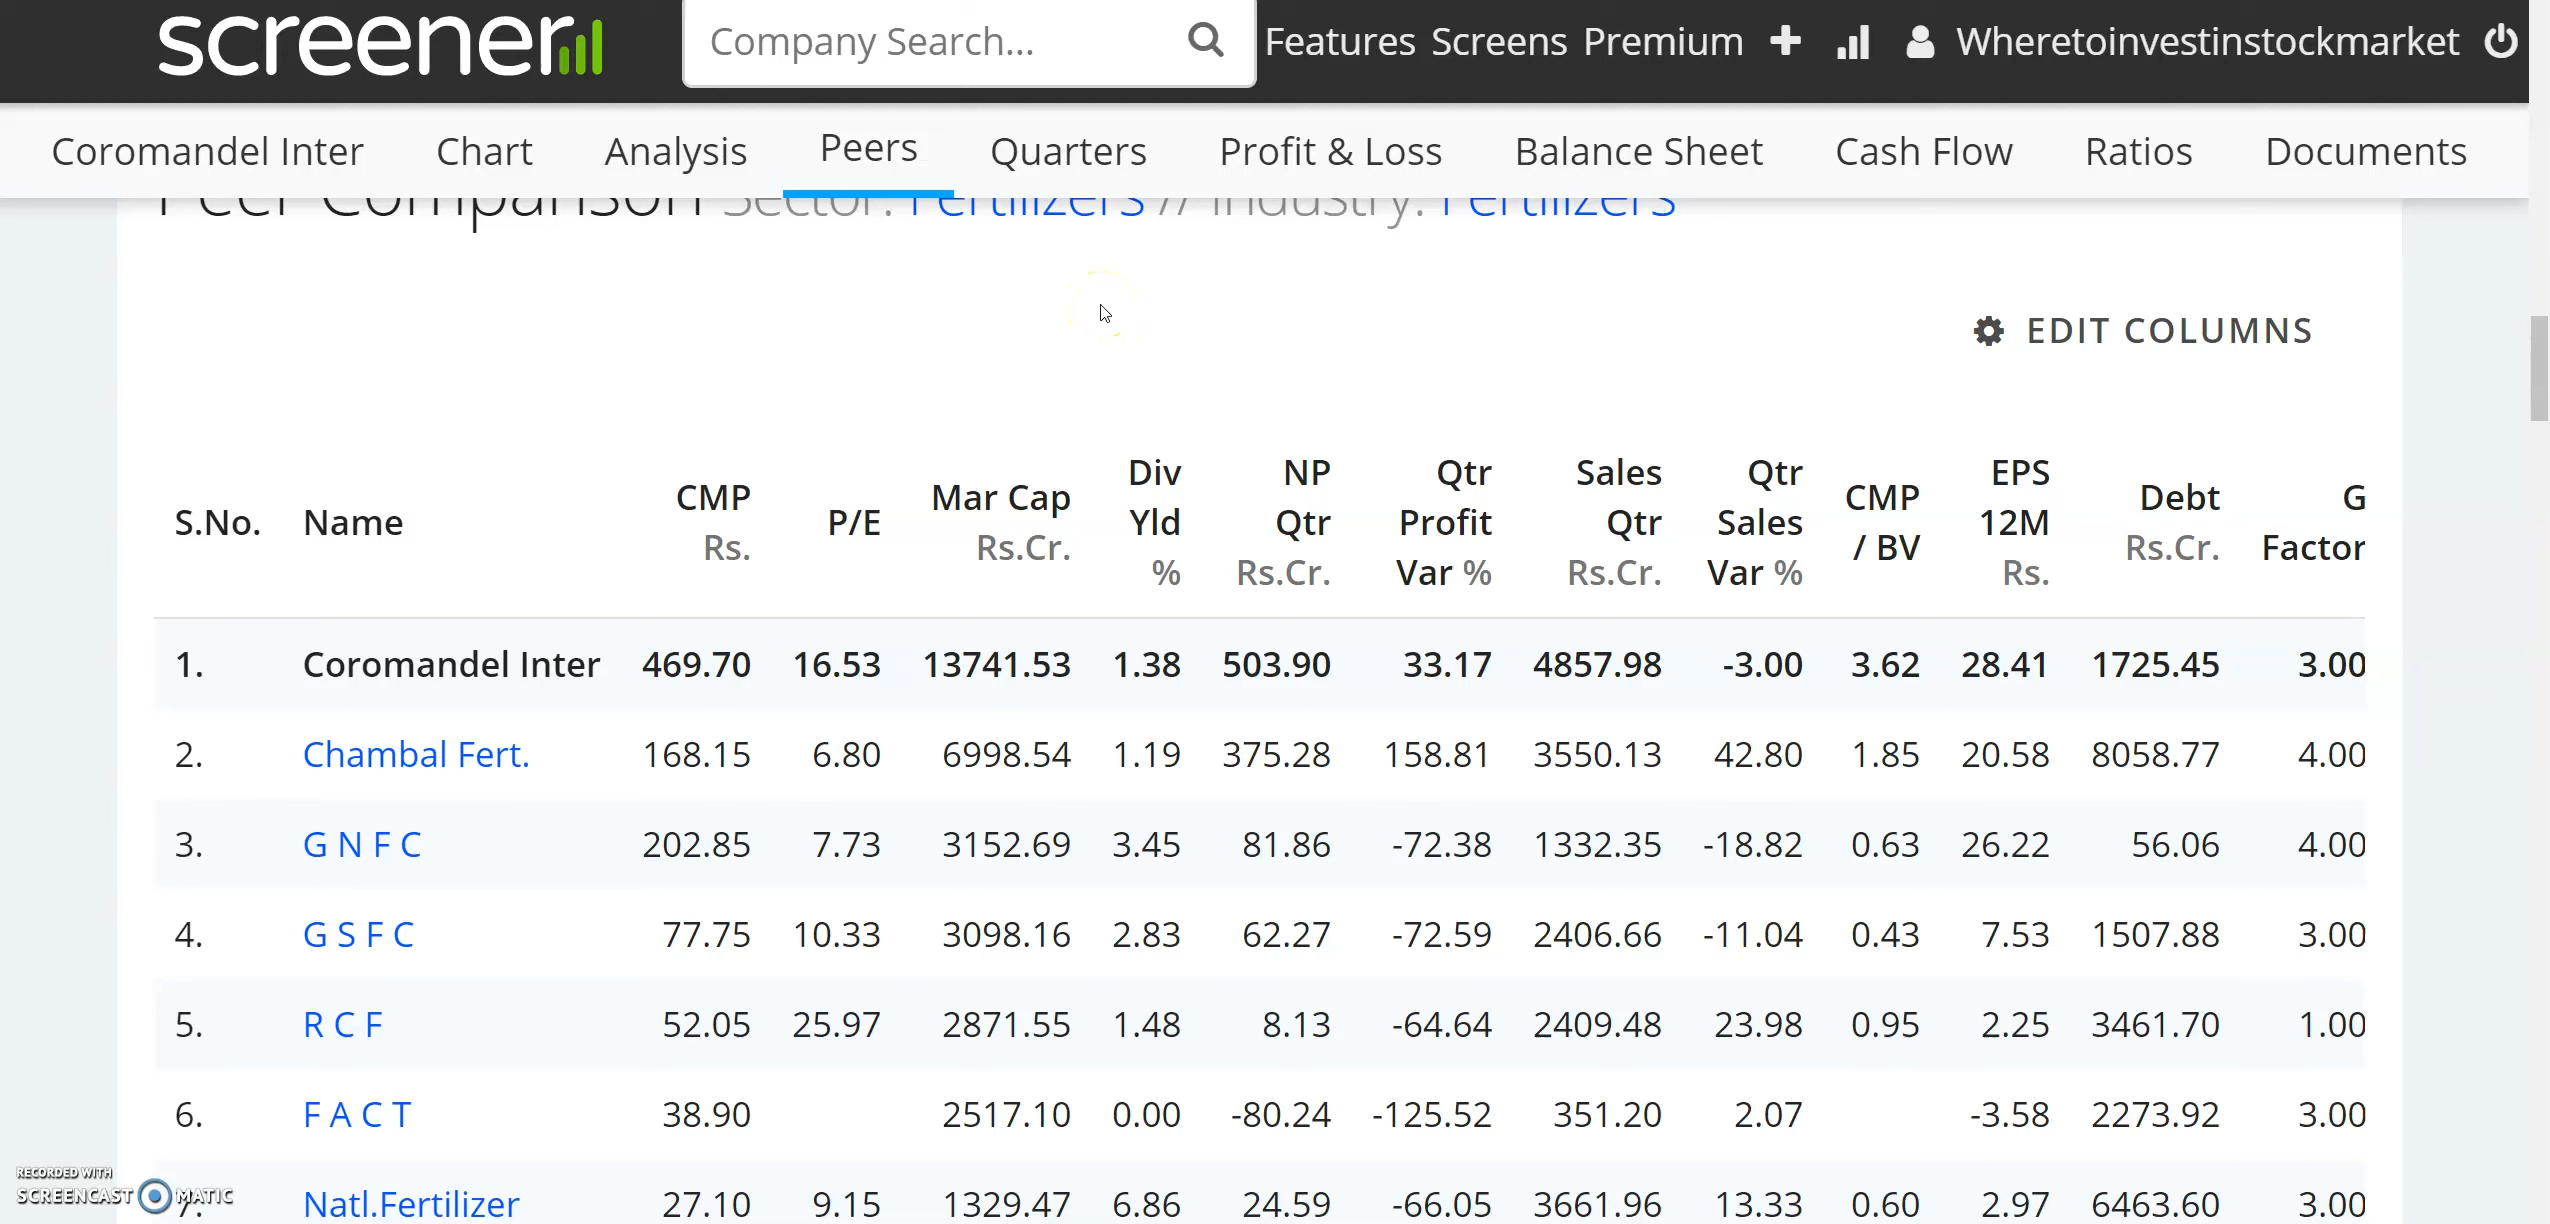 screener
Company Search...
Features Screens Premium Wheretoinvestinstockmarket
Coromandel Inter Chart Analysis Peers Quarters Profit & Loss Balance Sheet Cash Flow Ratios Documents
Peer Comparison Sector: Fertilizers // Industry: Fertilizers
EDIT COLUMNS
S.No. Name CMP Rs. P/E Mar Cap Rs.Cr. Div Yld % NP Qtr Rs.Cr. Qtr Profit Var % Sales Qtr Rs.Cr. Qtr Sales Var % CMP / BV EPS 12M Rs. Debt Rs.Cr. G Factor
1. Coromandel Inter 469.70 16.53 13741.53 1.38 503.90 33.17 4857.98 -3.00 3.62 28.41 1725.45 3.00
2. Chambal Fert. 168.15 6.80 6998.54 1.19 375.28 158.81 3550.13 42.80 1.85 20.58 8058.77 4.00
3. G N F C 202.85 7.73 3152.69 3.45 81.86 -72.38 1332.35 -18.82 0.63 26.22 56.06 4.00
4. G S F C 77.75 10.33 3098.16 2.83 62.27 -72.59 2406.66 -11.04 0.43 7.53 1507.88 3.00
5. R C F 52.05 25.97 2871.55 1.48 8.13 -64.64 2409.48 23.98 0.95 2.25 3461.70 1.00
6. F A C T 38.90 2517.10 0.00 -80.24 -125.52 351.20 2.07 -3.58 2273.92 3.00
7. Natl.Fertilizer 27.10 9.15 1329.47 6.86 24.59 -66.05 3661.96 13.33 0.60 2.97 6463.60 3.00
RECORDED WITH
SCREENCAST MATIC